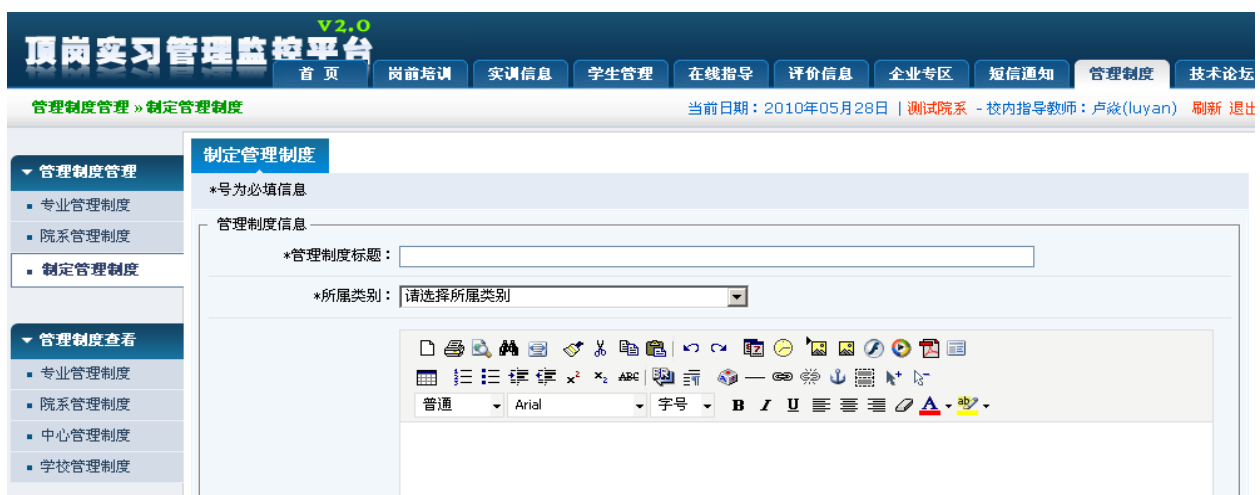 V2.0
顶岗实习管理监控平台
首 页 岗前培训 实训信息 学生管理 在线指导 评价信息 企业专区 短信通知 管理制度 技术论坛
管理制度管理 » 制定管理制度 当前日期：2010年05月28日 | 测试院系 - 校内指导教师：卢焱(luyan) 刷新 退出
管理制度管理
专业管理制度
院系管理制度
制定管理制度
管理制度查看
专业管理制度
院系管理制度
中心管理制度
学校管理制度
制定管理制度
*号为必填信息
管理制度信息
*管理制度标题：
*所属类别： 请选择所属类别
ABC
普通 Arial 字号 B I U A ab